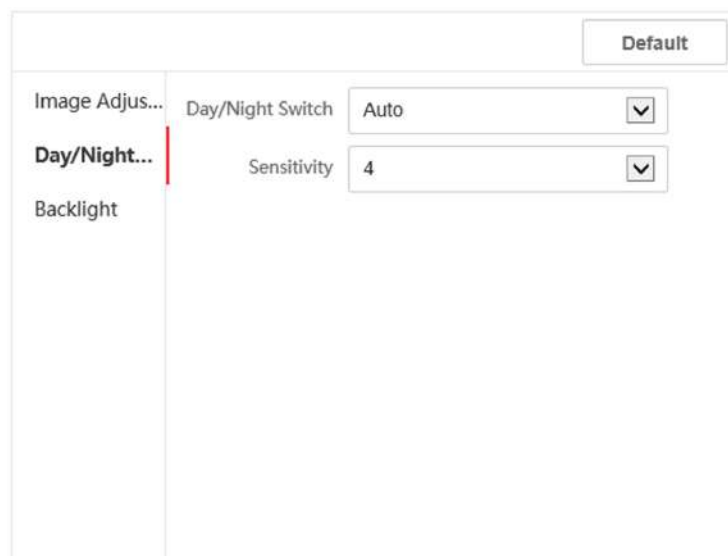 Default
Image Adjus...
Day/Night Switch Auto
Day/Night...
Sensitivity 4
Backlight